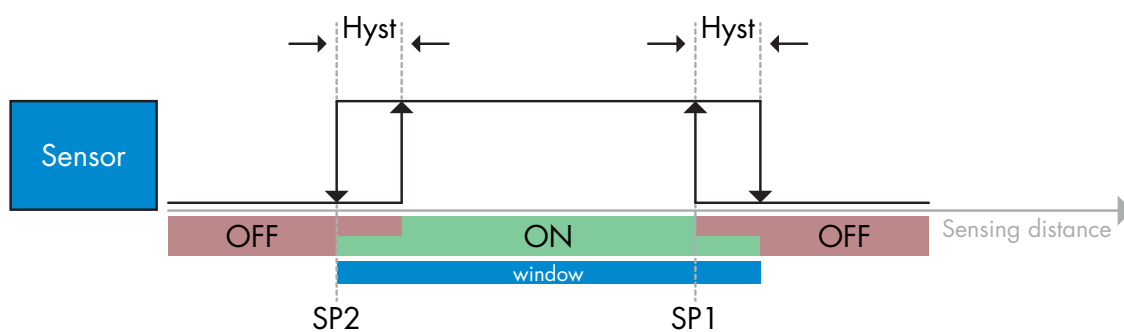 Hyst Hyst
Sensor
OFF ON OFF Sensing distance
window
SP2 SP1